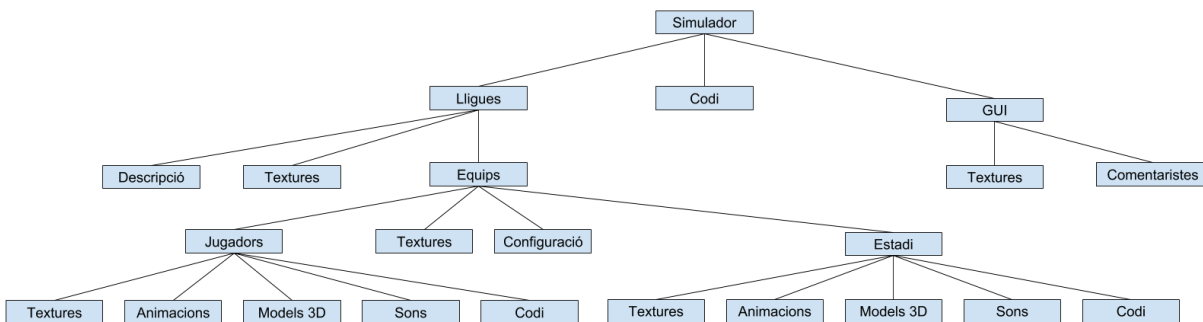 Simulador
Lligues
Codi
GUI
Descripció
Textures
Equips
Textures
Comentaristes
Jugadors
Textures
Configuració
Estadi
Textures
Animacions
Models 3D
Sons
Codi
Textures
Animacions
Models 3D
Sons
Codi